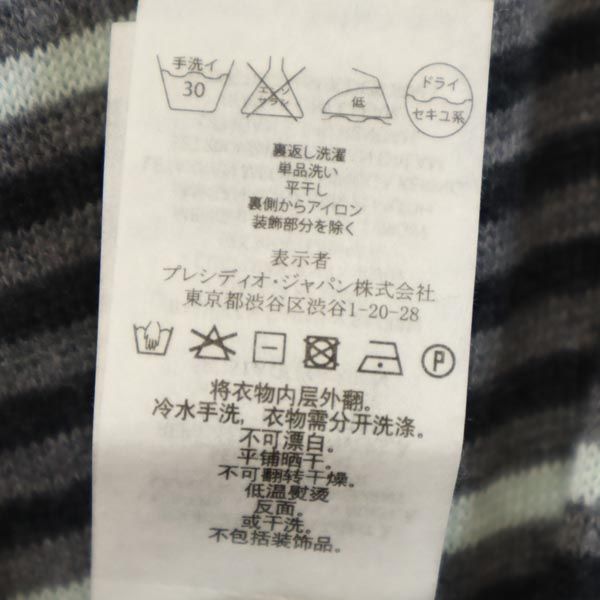 手洗イ
30
エンソ
サラシ
低
ドライ
セキユ系
裏返し洗濯
単品洗い
平干し
裏側からアイロン
装飾部分を除く
表示者
プレシディオ・ジャパン株式会社
東京都渋谷区渋谷1-20-28
P
将衣物内层外翻。
冷水手洗，衣物需分开洗涤。
不可漂白。
平铺晒干。
不可翻转干燥。
低温熨烫
反面。
或干洗。
不包括装饰品。